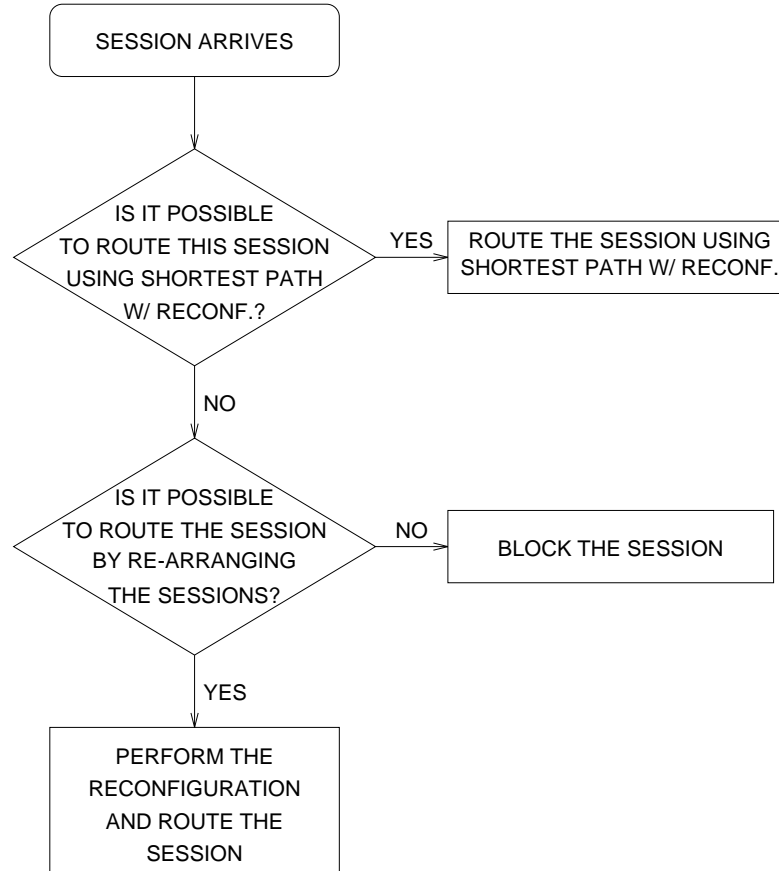 SESSION ARRIVES
IS IT POSSIBLE
TO ROUTE THIS SESSION
USING SHORTEST PATH
W/ RECONF.?
YES
ROUTE THE SESSION USING
SHORTEST PATH W/ RECONF.
NO
IS IT POSSIBLE
TO ROUTE THE SESSION
BY RE-ARRANGING
THE SESSIONS?
NO
BLOCK THE SESSION
YES
PERFORM THE
RECONFIGURATION
AND ROUTE THE
SESSION